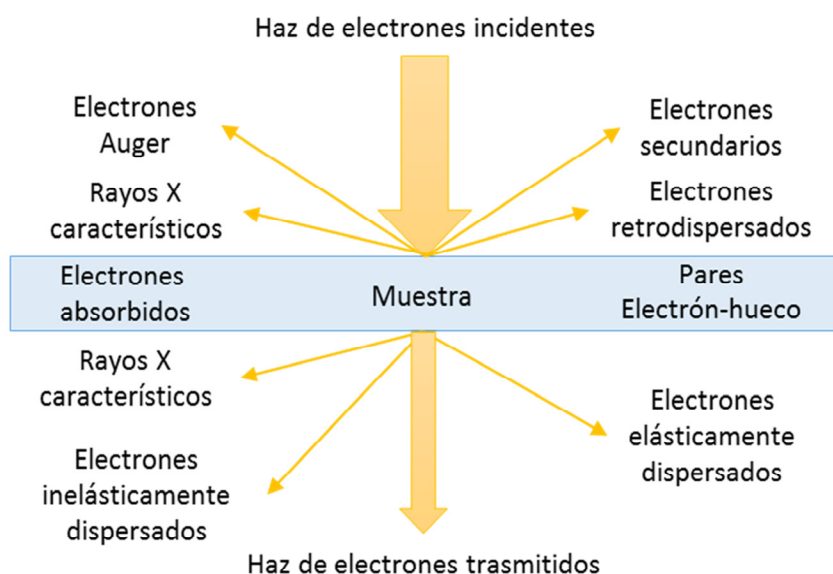 Haz de electrones incidentes
Electrones
Auger
Electrones
secundarios
Rayos X
característicos
Electrones
retrodispersados
Electrones
absorbidos
Muestra
Pares
Electrón-hueco
Rayos X
característicos
Electrones
elásticamente
dispersados
Electrones
inelásticamente
dispersados
Haz de electrones trasmitidos